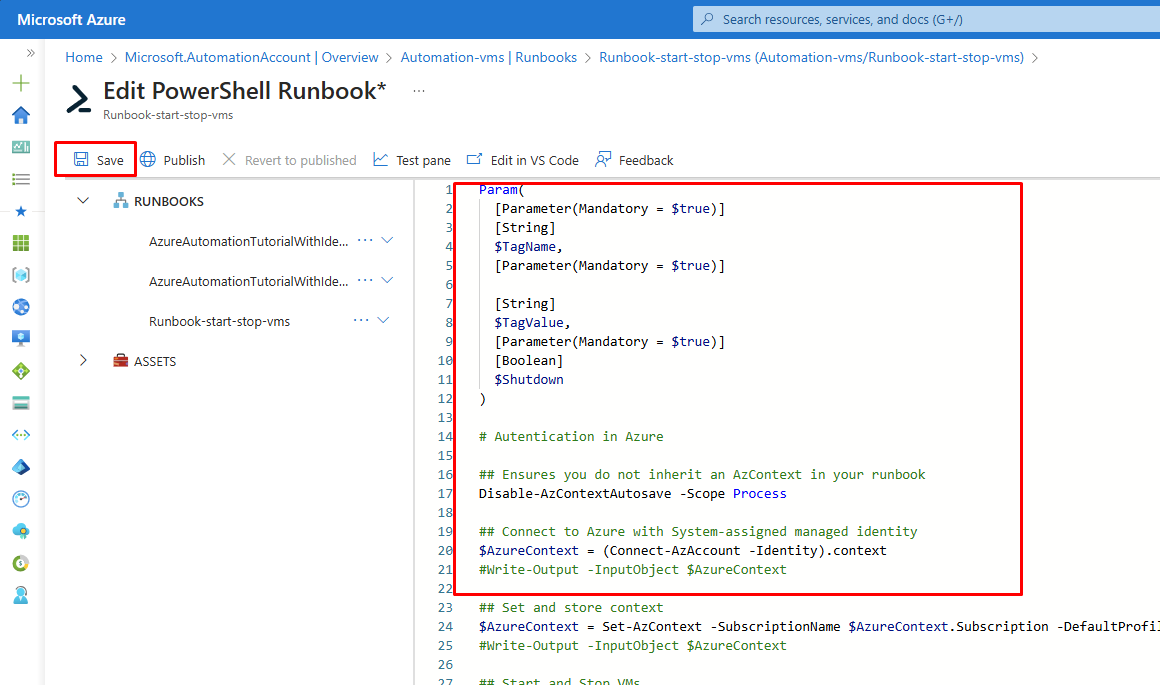 Microsoft Azure
Search resources, services, and docs (G+/)
Home > Microsoft.AutomationAccount | Overview > Automation-vms | Runbooks > Runbook-start-stop-vms (Automation-vms/Runbook-start-stop-vms) >
Edit PowerShell Runbook* ...
Runbook-start-stop-vms
Save Publish Revert to published Test pane Edit in VS Code Feedback
RUNBOOKS
AzureAutomationTutorialWithIde... ...
AzureAutomationTutorialWithIde... ...
Runbook-start-stop-vms ...
ASSETS
1 Param(
2 [Parameter(Mandatory = $true)]
3 [String]
4 $TagName,
5 [Parameter(Mandatory = $true)]
6
7 [String]
8 $TagValue,
9 [Parameter(Mandatory = $true)]
10 [Boolean]
11 $Shutdown
12 )
13
14 # Autentication in Azure
15
16 ## Ensures you do not inherit an AzContext in your runbook
17 Disable-AzContextAutosave -Scope Process
18
19 ## Connect to Azure with System-assigned managed identity
20 $AzureContext = (Connect-AzAccount -Identity).context
21 #Write-Output -InputObject $AzureContext
22
23 ## Set and store context
24 $AzureContext = Set-AzContext -SubscriptionName $AzureContext.Subscription -DefaultProfil
25 #Write-Output -InputObject $AzureContext
26
27 ## Start and Stop VMs